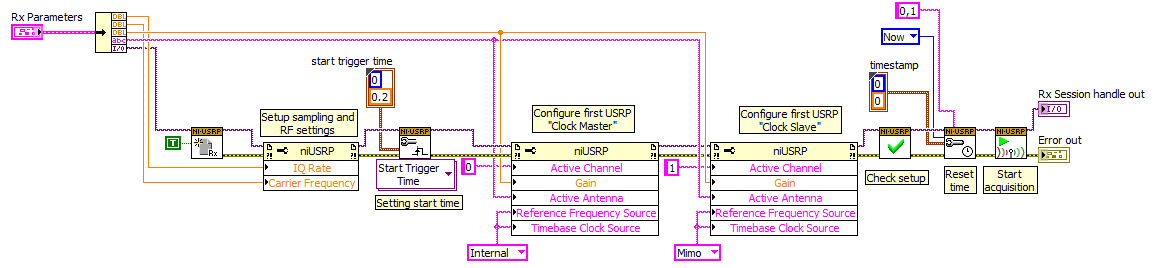 Rx Parameters
DBL
DBL
DBL
abc
I/O
0,1
Now
start trigger time
0
0.2
timestamp
0
0
Setup sampling and
RF settings
Configure first USRP
"Clock Master"
Configure first USRP
"Clock Slave"
Rx Session handle out
I/O
Error out
T
NI-USRP
Rx
niUSRP
IQ Rate
Carrier Frequency
NI-USRP
Start Trigger
Time
Setting start time
0
niUSRP
Active Channel
Gain
Active Antenna
Reference Frequency Source
Timebase Clock Source
Internal
1
niUSRP
Active Channel
Gain
Active Antenna
Reference Frequency Source
Timebase Clock Source
Mimo
NI-USRP
Check setup
NI-USRP
Reset
time
NI-USRP
Start
acquisition